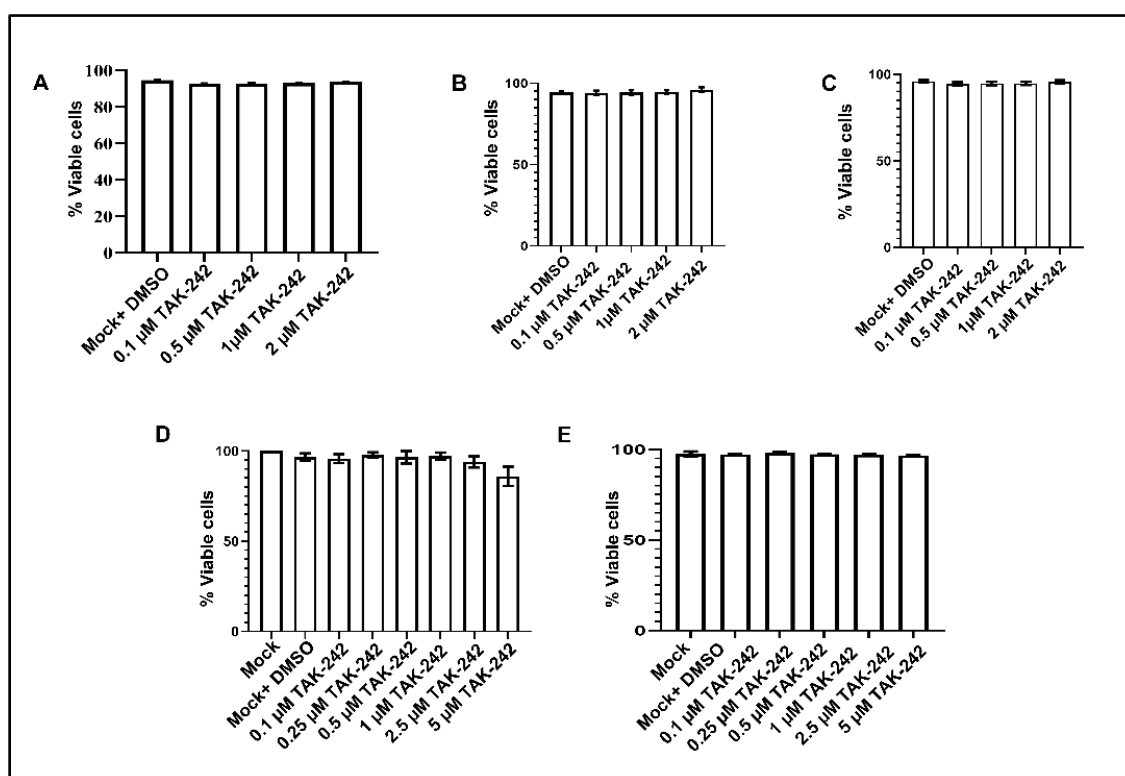 A
% Viable cells
100
80
60
40
20
0
Mock+ DMSO
0.1 µM TAK-242
0.5 µM TAK-242
1µM TAK-242
2 µM TAK-242
B
% Viable cells
100
50
0
Mock+ DMSO
0.1 µM TAK-242
0.5 µM TAK-242
1µM TAK-242
2 µM TAK-242
C
% Viable cells
100
50
0
Mock+ DMSO
0.1 µM TAK-242
0.5 µM TAK-242
1µM TAK-242
2 µM TAK-242
D
% Viable cells
100
50
0
Mock
Mock+ DMSO
0.1 µM TAK-242
0.25 µM TAK-242
0.5 µM TAK-242
1 µM TAK-242
2.5 µM TAK-242
5 µM TAK-242
E
% Viable cells
100
50
0
Mock
Mock+ DMSO
0.1 µM TAK-242
0.25 µM TAK-242
0.5 µM TAK-242
1 µM TAK-242
2.5 µM TAK-242
5 µM TAK-242